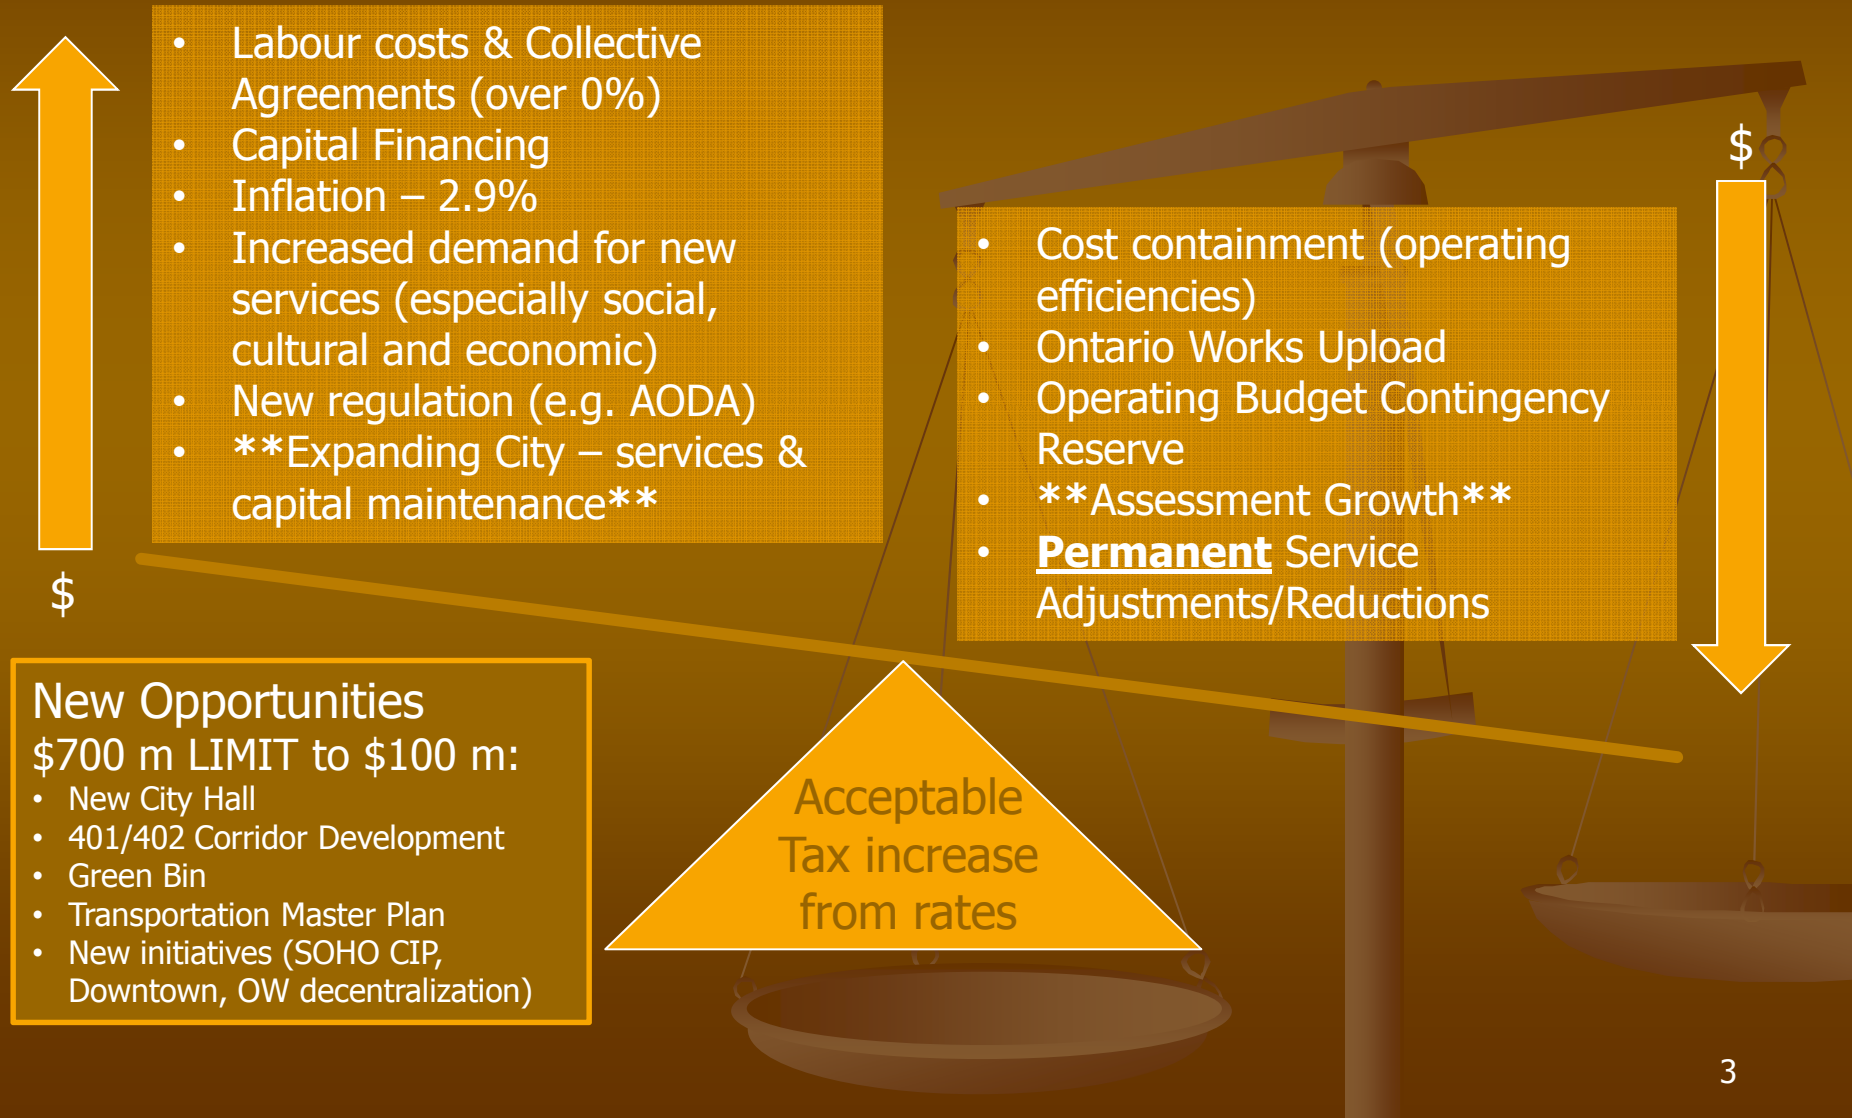 • Labour costs & Collective
Agreements (over 0%)
• Capital Financing
• Inflation – 2.9%
• Increased demand for new
services (especially social,
cultural and economic)
• New regulation (e.g. AODA)
• **Expanding City – services &
capital maintenance**
$
$
• Cost containment (operating
efficiencies)
• Ontario Works Upload
• Operating Budget Contingency
Reserve
• **Assessment Growth**
• Permanent Service
Adjustments/Reductions
New Opportunities
$700 m LIMIT to $100 m:
• New City Hall
• 401/402 Corridor Development
• Green Bin
• Transportation Master Plan
• New initiatives (SOHO CIP,
Downtown, OW decentralization)
Acceptable
Tax increase
from rates
3